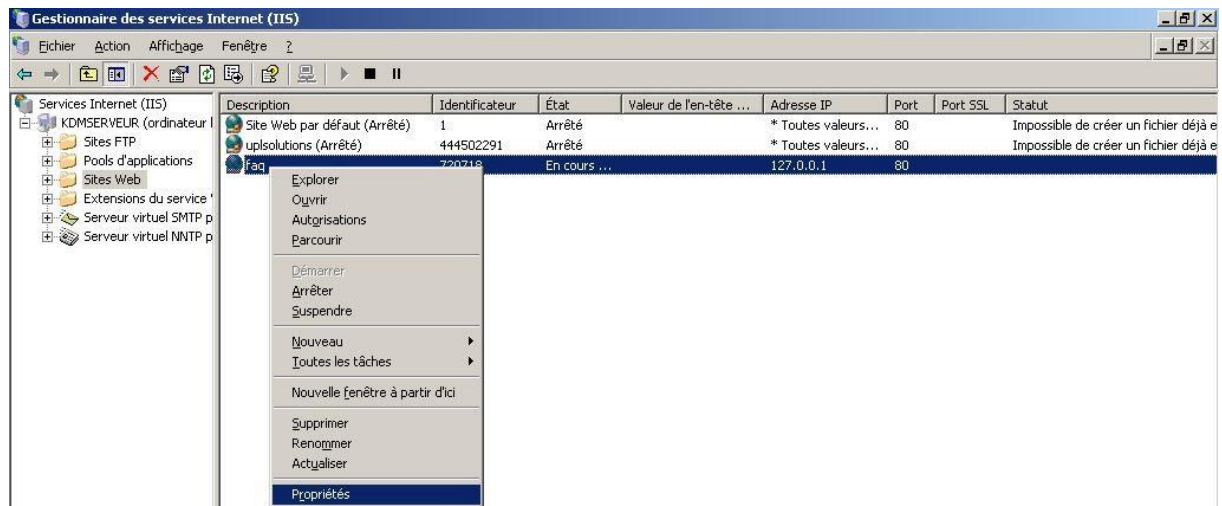 Gestionnaire des services Internet (IIS)
Fichier Action Affichage Fenêtre ?
Services Internet (IIS)
KDMSERVEUR (ordinateur l
Sites FTP
Pools d'applications
Sites Web
Extensions du service '
Serveur virtuel SMTP p
Serveur virtuel NNTP p
Description Identificateur État Valeur de l'en-tête ... Adresse IP Port Port SSL Statut
Site Web par défaut (Arrêté) 1 Arrêté * Toutes valeurs... 80 Impossible de créer un fichier déjà e
uplsolutions (Arrêté) 444502291 Arrêté * Toutes valeurs... 80 Impossible de créer un fichier déjà e
faq 720718 En cours ... 127.0.0.1 80
Explorer
Ouvrir
Autorisations
Parcourir
Démarrer
Arrêter
Suspendre
Nouveau
Toutes les tâches
Nouvelle fenêtre à partir d'ici
Supprimer
Renommer
Actualiser
Propriétés